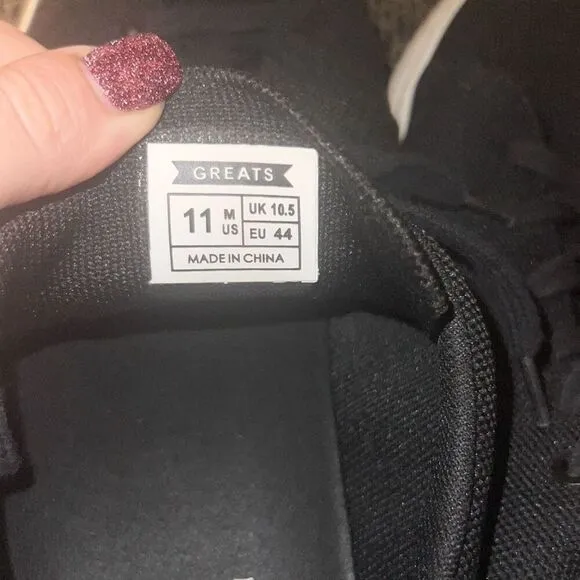 GREATS
11 M US
UK 10.5
EU 44
MADE IN CHINA